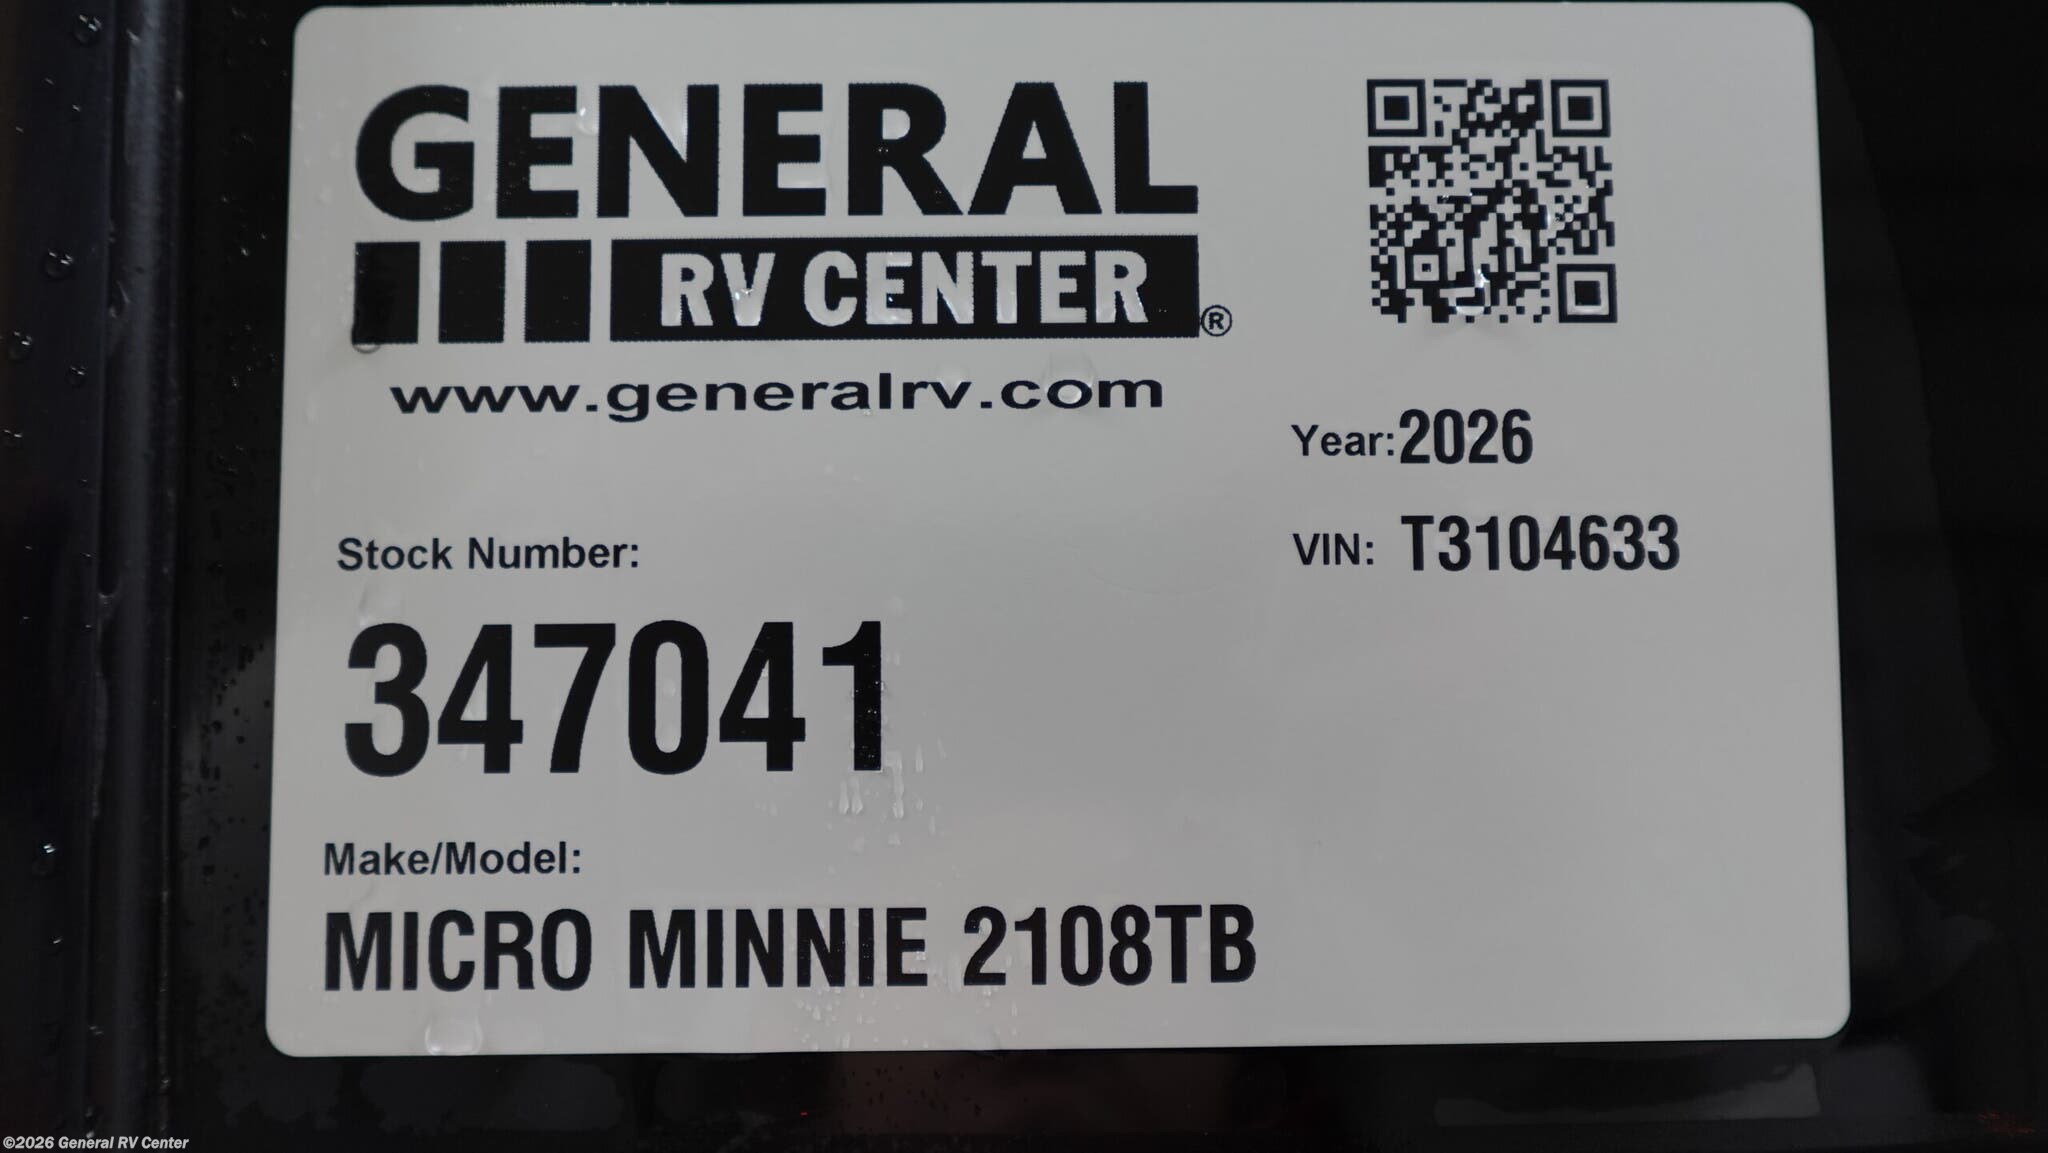 GENERAL
RV CENTER®
www.generalrv.com
Year: 2026
VIN: T3104633
Stock Number:
347041
Make/Model:
MICRO MINNIE 2108TB
©2026 General RV Center